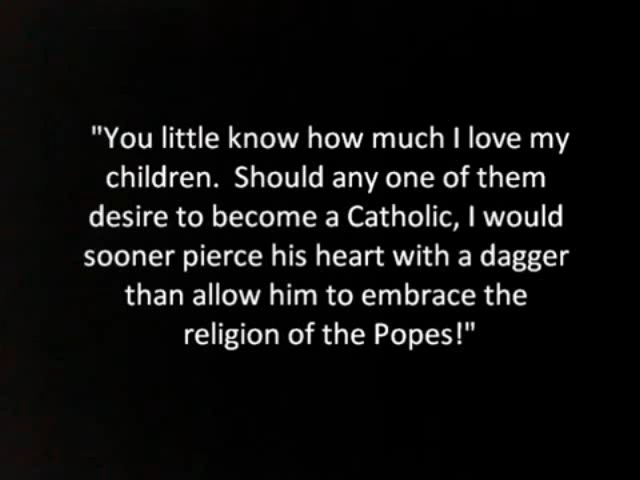 "You little know how much I love my
children.  Should any one of them
desire to become a Catholic, I would
sooner pierce his heart with a dagger
than allow him to embrace the
religion of the Popes!"